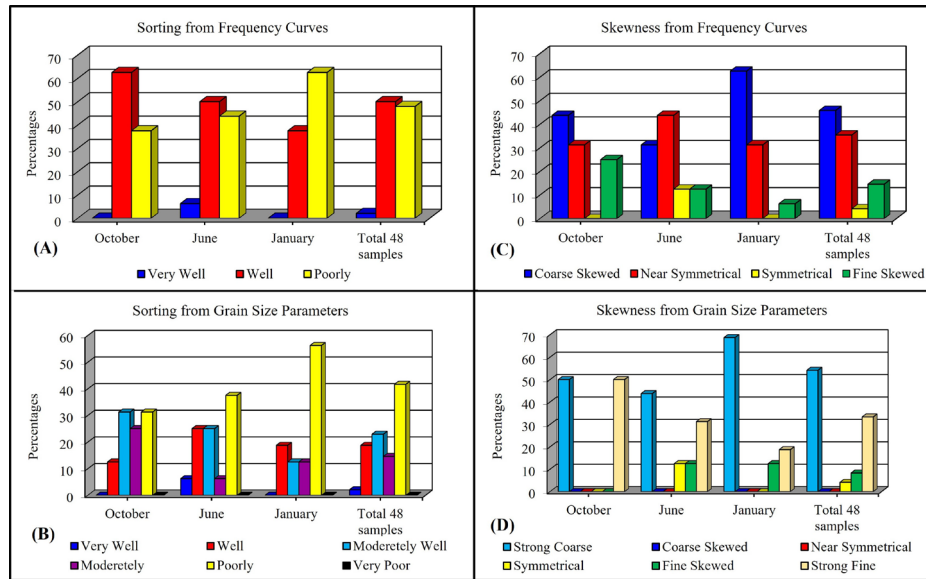 Sorting from Frequency Curves
70
60
50
40
30
20
10
0
Percentages
October June January Total 48
samples
(A)
Very Well Well Poorly
Skewness from Frequency Curves
70
60
50
40
30
20
10
0
Percentages
October June January Total 48
samples
(C)
Coarse Skewed Near Symmetrical Symmetrical Fine Skewed
Sorting from Grain Size Parameters
60
50
40
30
20
10
0
Percentages
October June January Total 48
samples
(B)
Very Well Well Moderetely Well
Moderetely Poorly Very Poor
Skewness from Grain Size Parameters
70
60
50
40
30
20
10
0
Percentages
October June January Total 48
samples
(D)
Strong Coarse Coarse Skewed Near Symmetrical
Symmetrical Fine Skewed Strong Fine